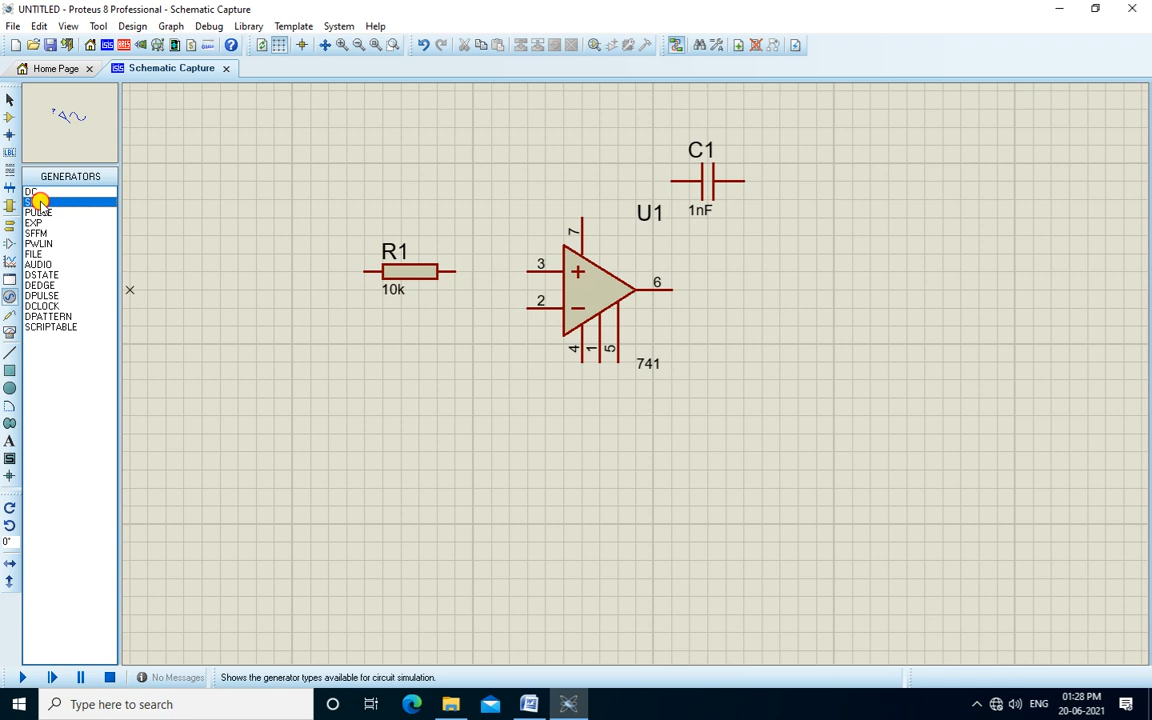 UNTITLED - Proteus 8 Professional - Schematic Capture
File Edit View Tool Design Graph Debug Library Template System Help
Home Page
Schematic Capture
GENERATORS
DC
PULSE
EXP
SFFM
PWLIN
FILE
AUDIO
DSTATE
DEDGE
DPULSE
DCLOCK
DPATTERN
SCRIPTABLE
LBL
A
0°
R1
10k
C1
1nF
U1
7
3
2
6
4
1
5
741
No Messages
Shows the generator types available for circuit simulation.
Type here to search
ENG
01:28 PM
20-06-2021